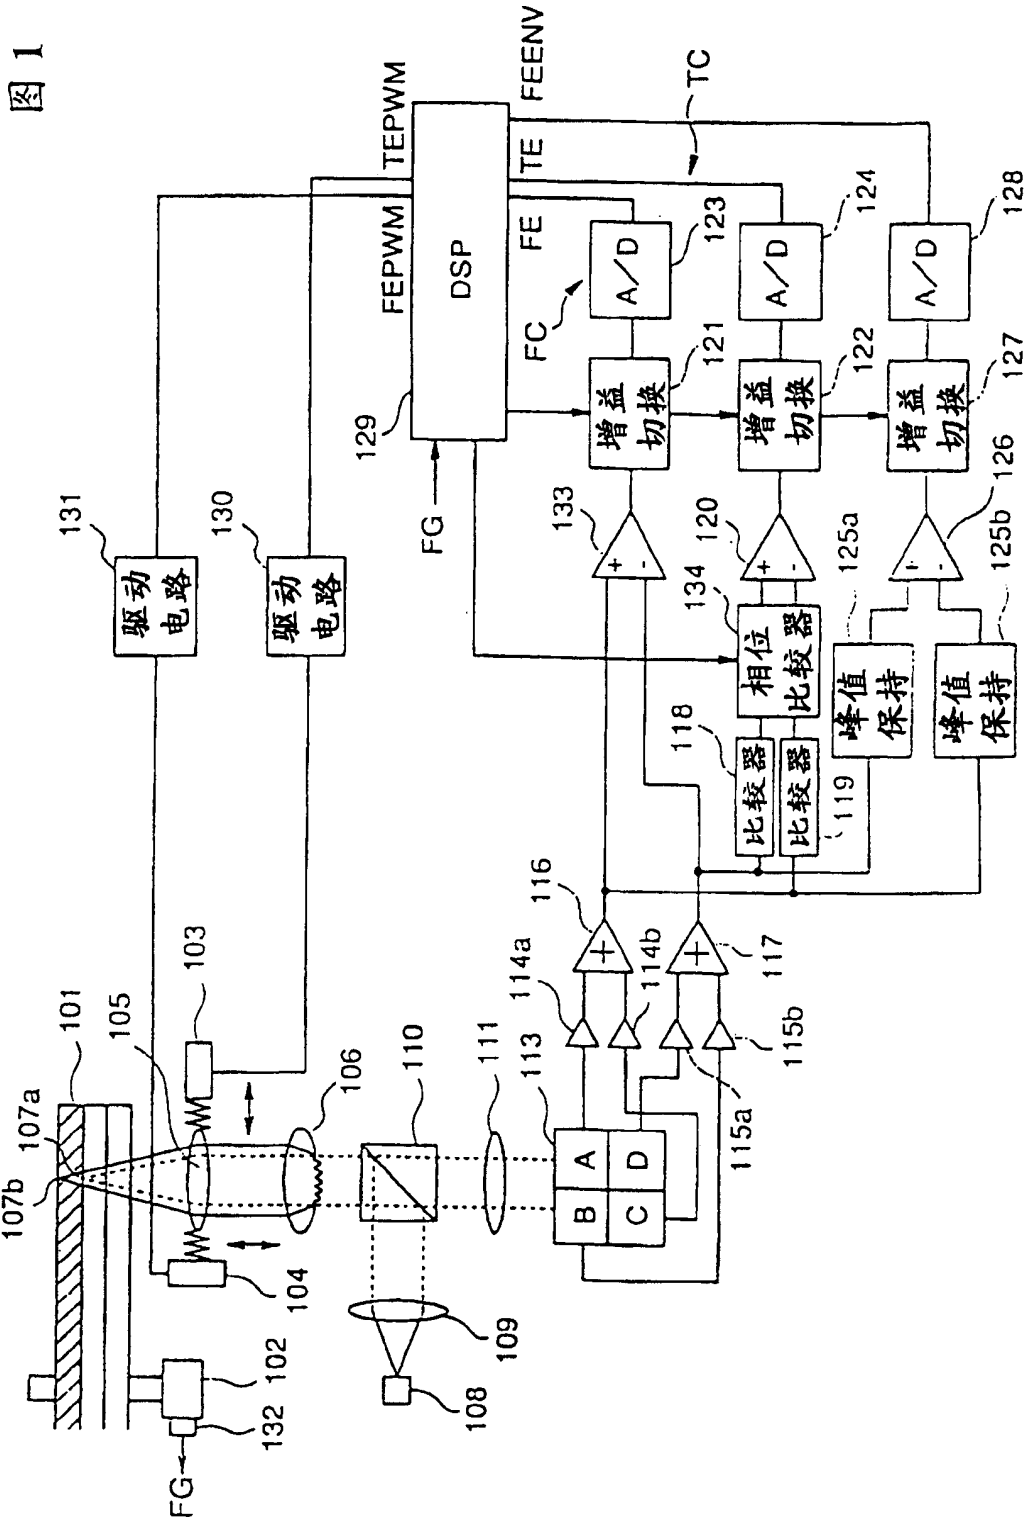 图 1
101
107a
107b
105
103
104
106
102
132
FG
110
111
109
108
113
B
A
C
D
114a
114b
115a
115b
116
117
131
驱动
电路
130
驱动
电路
129
DSP
FG
FEPWM
TEPWM
FE
TE
FEENV
FC
TC
133
+
-
120
+
-
134
相位
比较器
118
比较器
比较器
119
125a
峰值
保持
125b
峰值
保持
126
+
-
增益
切换
121
增益
切换
122
增益
切换
127
A/D
123
A/D
124
A/D
128